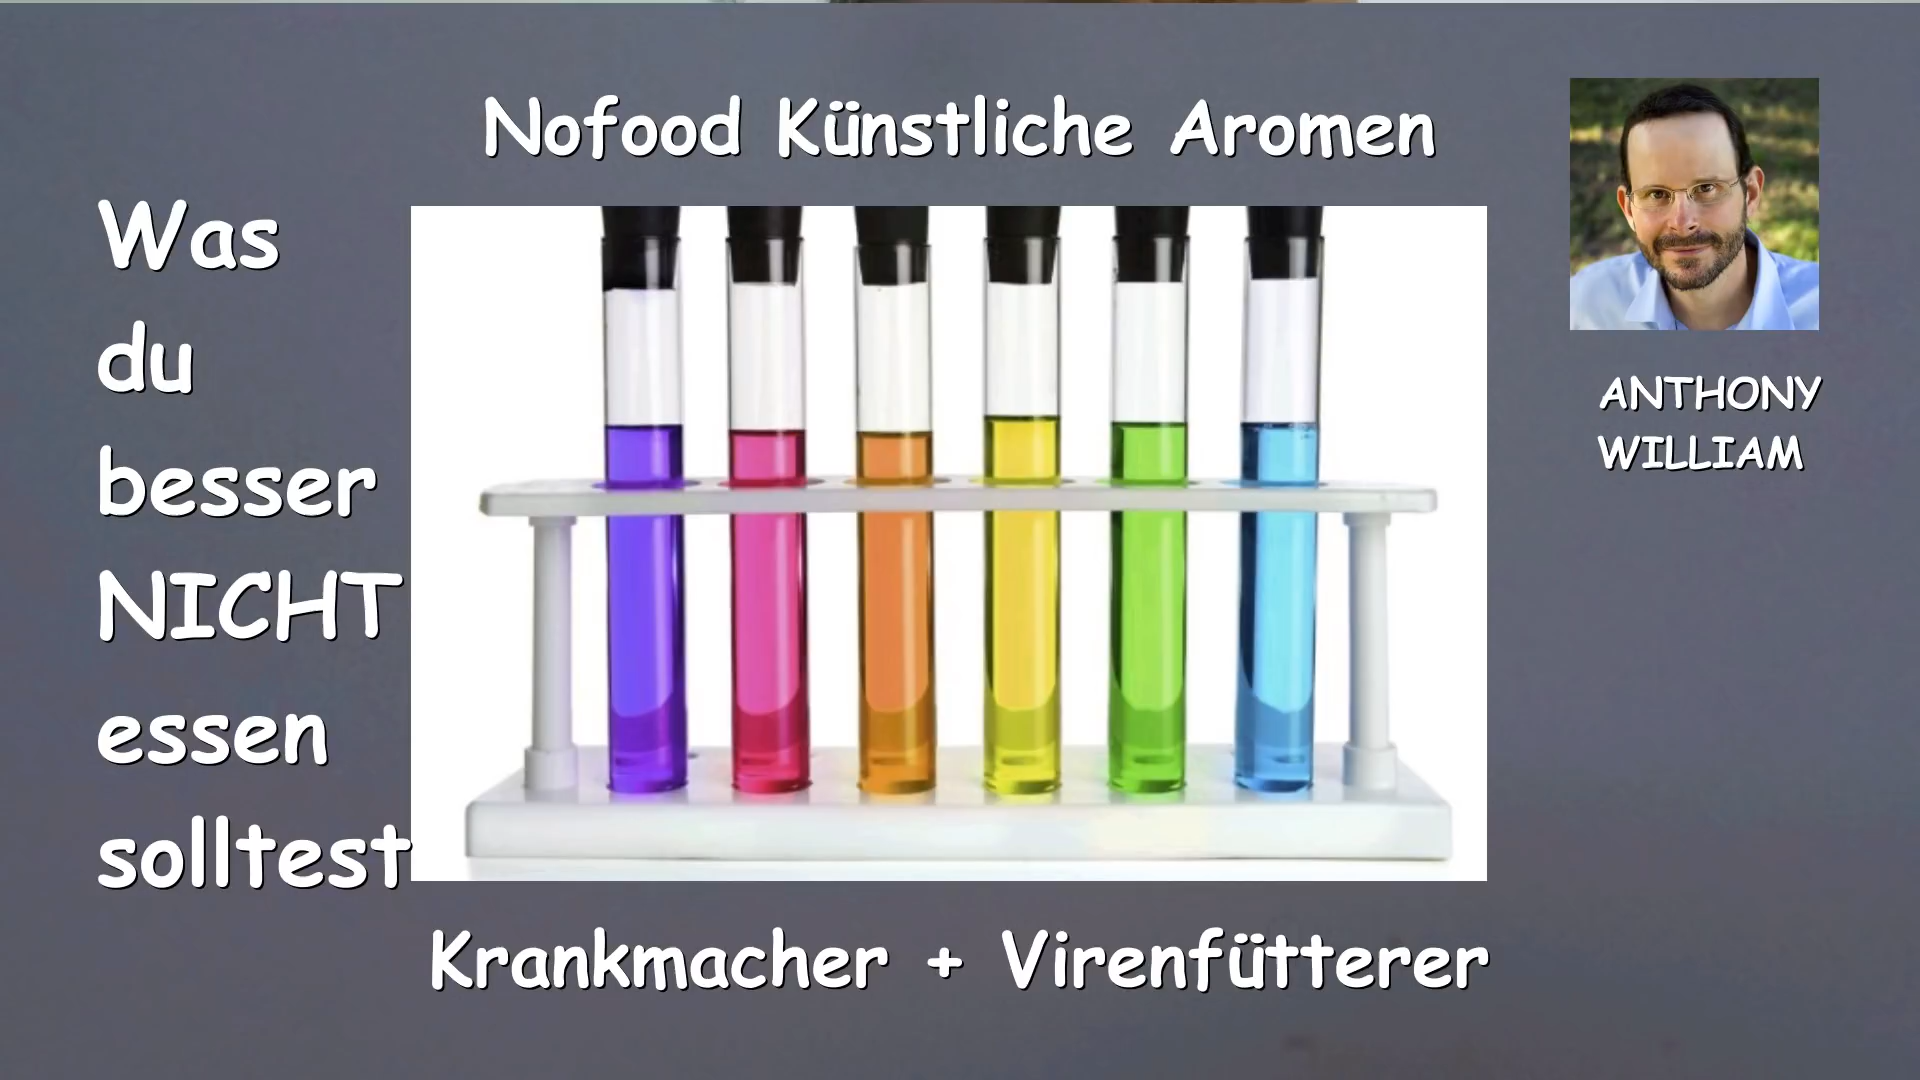 Nofood Künstliche Aromen
Was
du
besser
NICHT
essen
solltest
ANTHONY
WILLIAM
Krankmacher + Virenfütterer